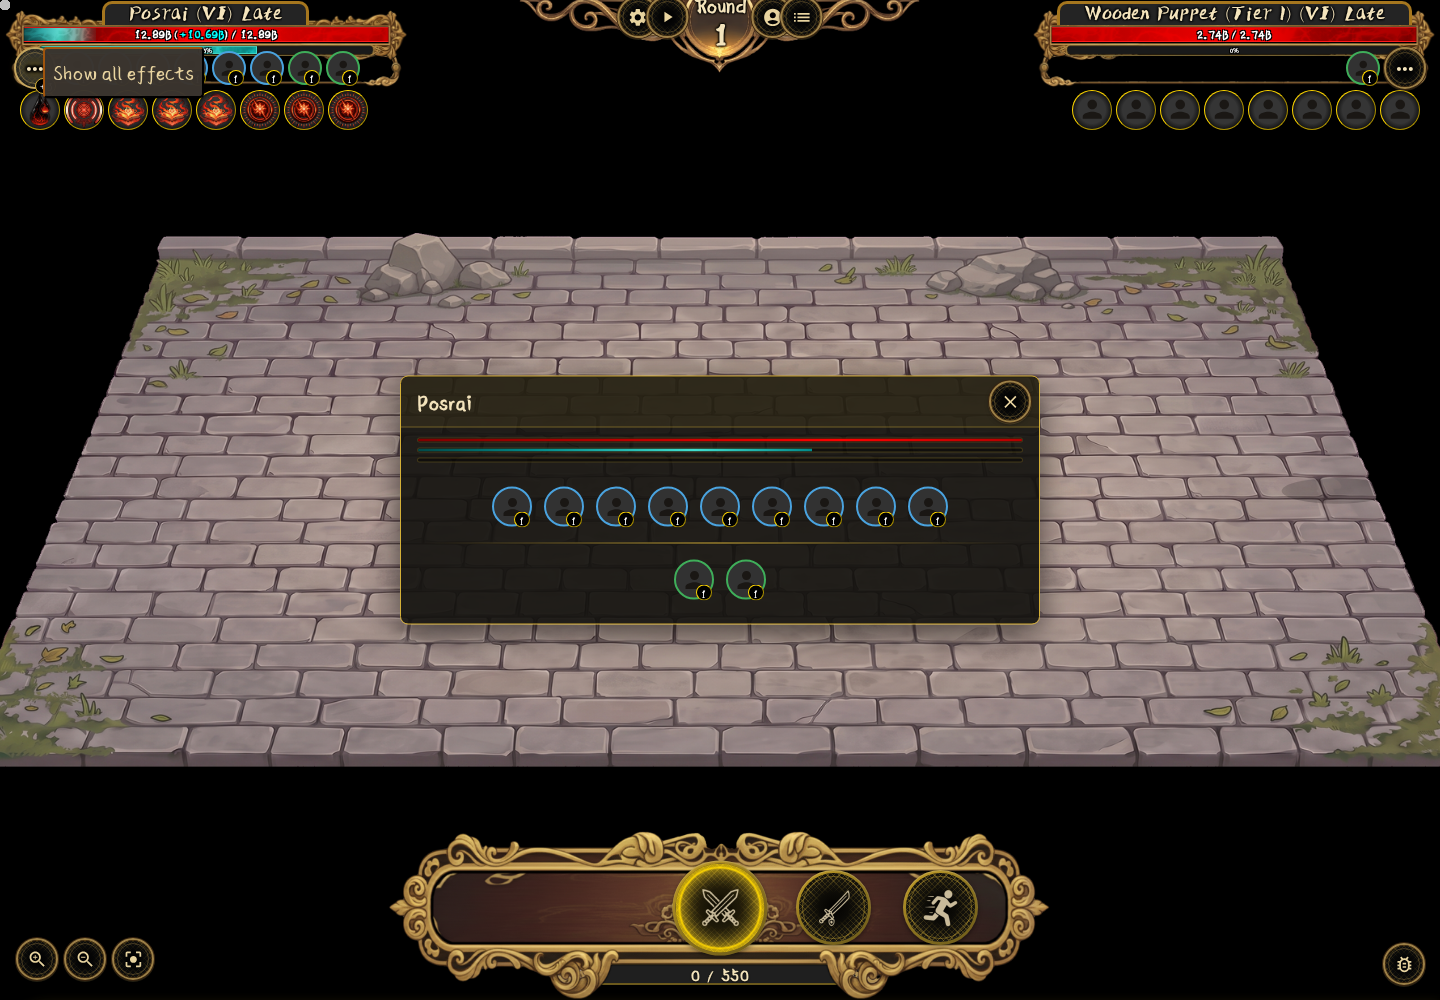 Posrai (VI) Late
12.89B (+10.69B) / 12.89B
Show all effects
Round
1
Wooden Puppet (Tier 1) (VI) Late
2.74B / 2.74B
0%
Posrai
0 / 550